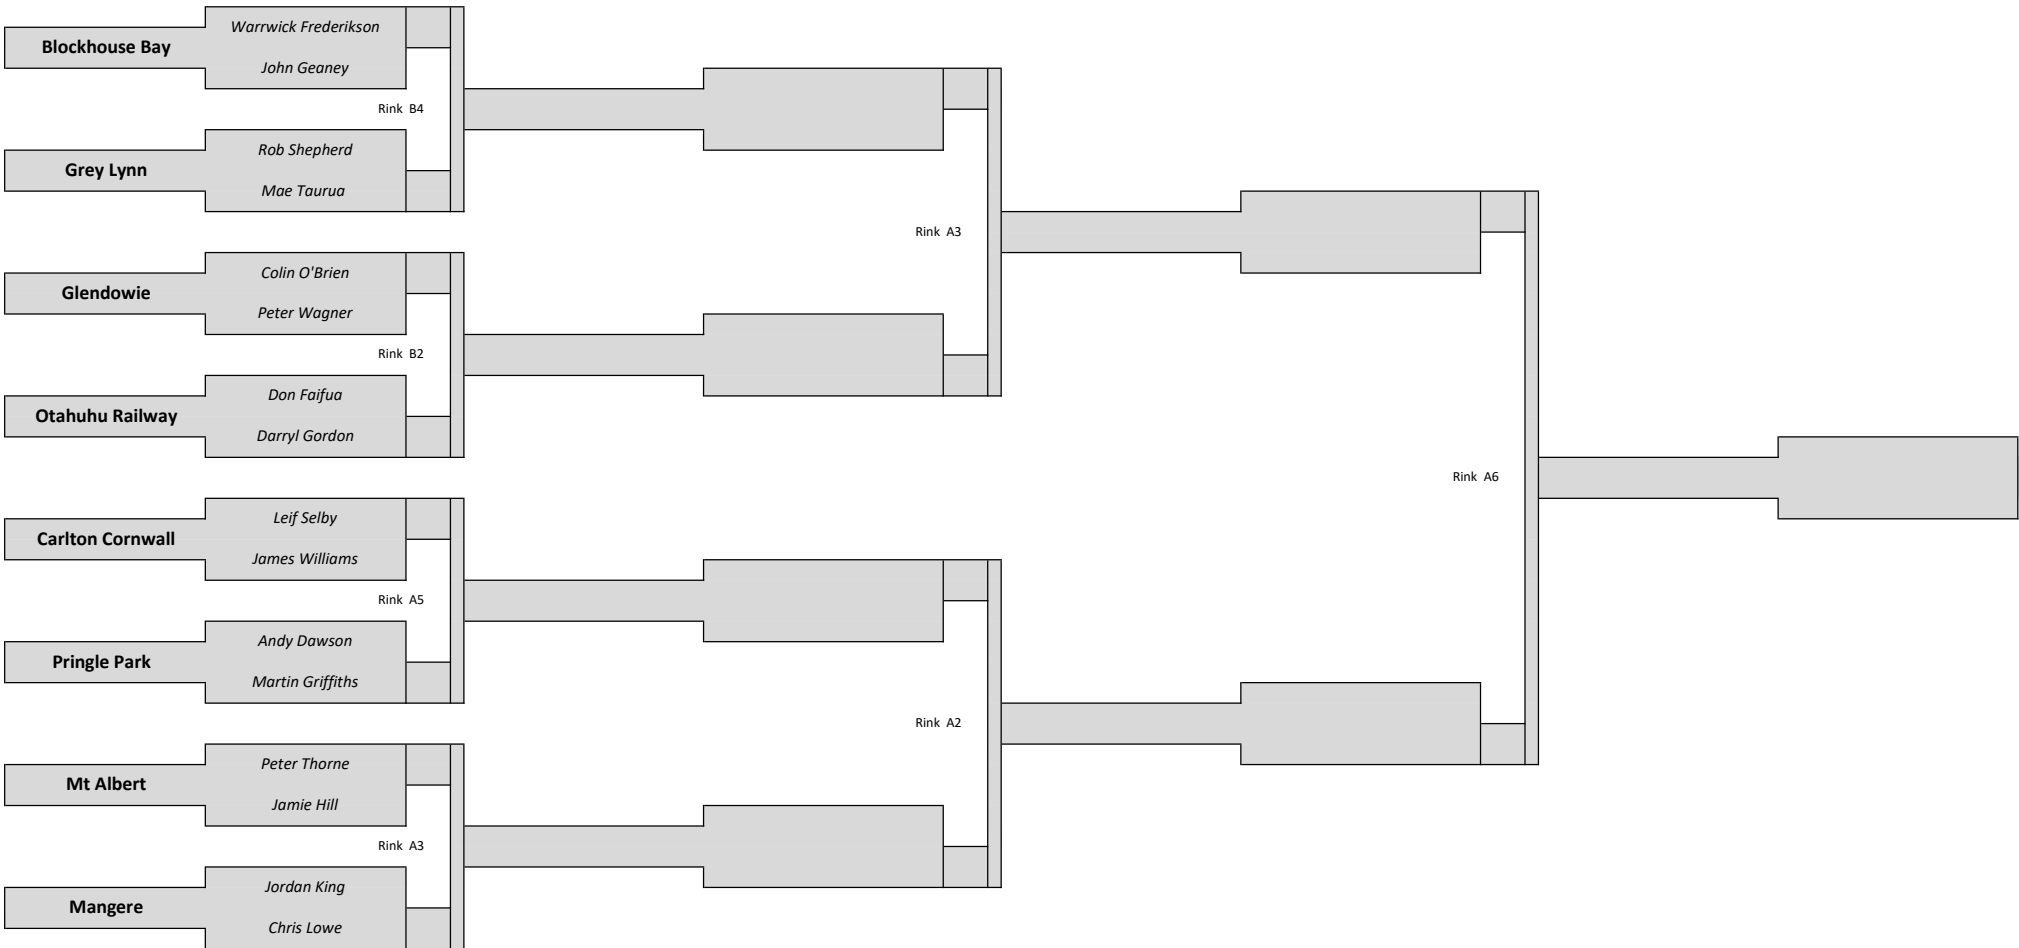 Warrwick Frederikson
Blockhouse Bay
John Geaney
Rink B4
Rob Shepherd
Grey Lynn
Mae Taurua
Rink A3
Colin O'Brien
Glendowie
Peter Wagner
Rink B2
Don Faifua
Otahuhu Railway
Darryl Gordon
Rink A6
Leif Selby
Carlton Cornwall
James Williams
Rink A5
Andy Dawson
Pringle Park
Martin Griffiths
Rink A2
Peter Thorne
Mt Albert
Jamie Hill
Rink A3
Jordan King
Mangere
Chris Lowe